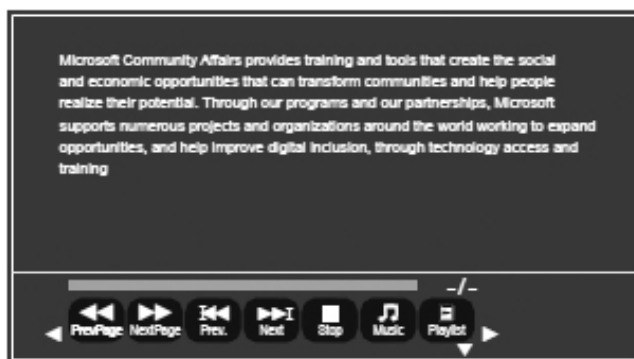 Microsoft Community Affairs provides training and tools that create the social
and economic opportunities that can transform communities and help people
realize their potential. Through our programs and our partnerships, Microsoft
supports numerous projects and organizations around the world working to expand
opportunities, and help improve digital inclusion, through technology access and
training
-/-
PrevPage NextPage Prev. Next Stop Music Playlist